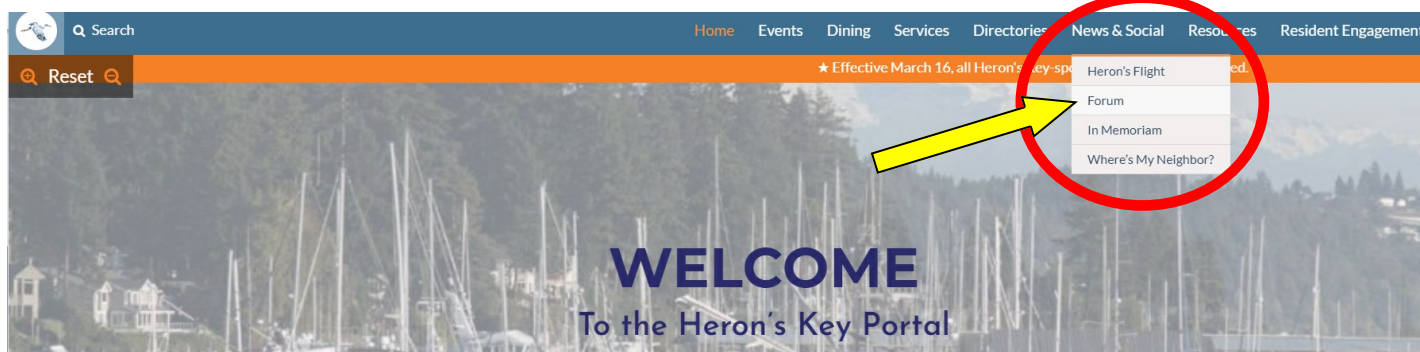 Search Home Events Dining Services Directories News & Social Resources Resident Engagement
Reset
★ Effective March 16, all Heron's ed.
Heron's Flight
Forum
In Memoriam
Where's My Neighbor?
WELCOME
To the Heron's Key Portal